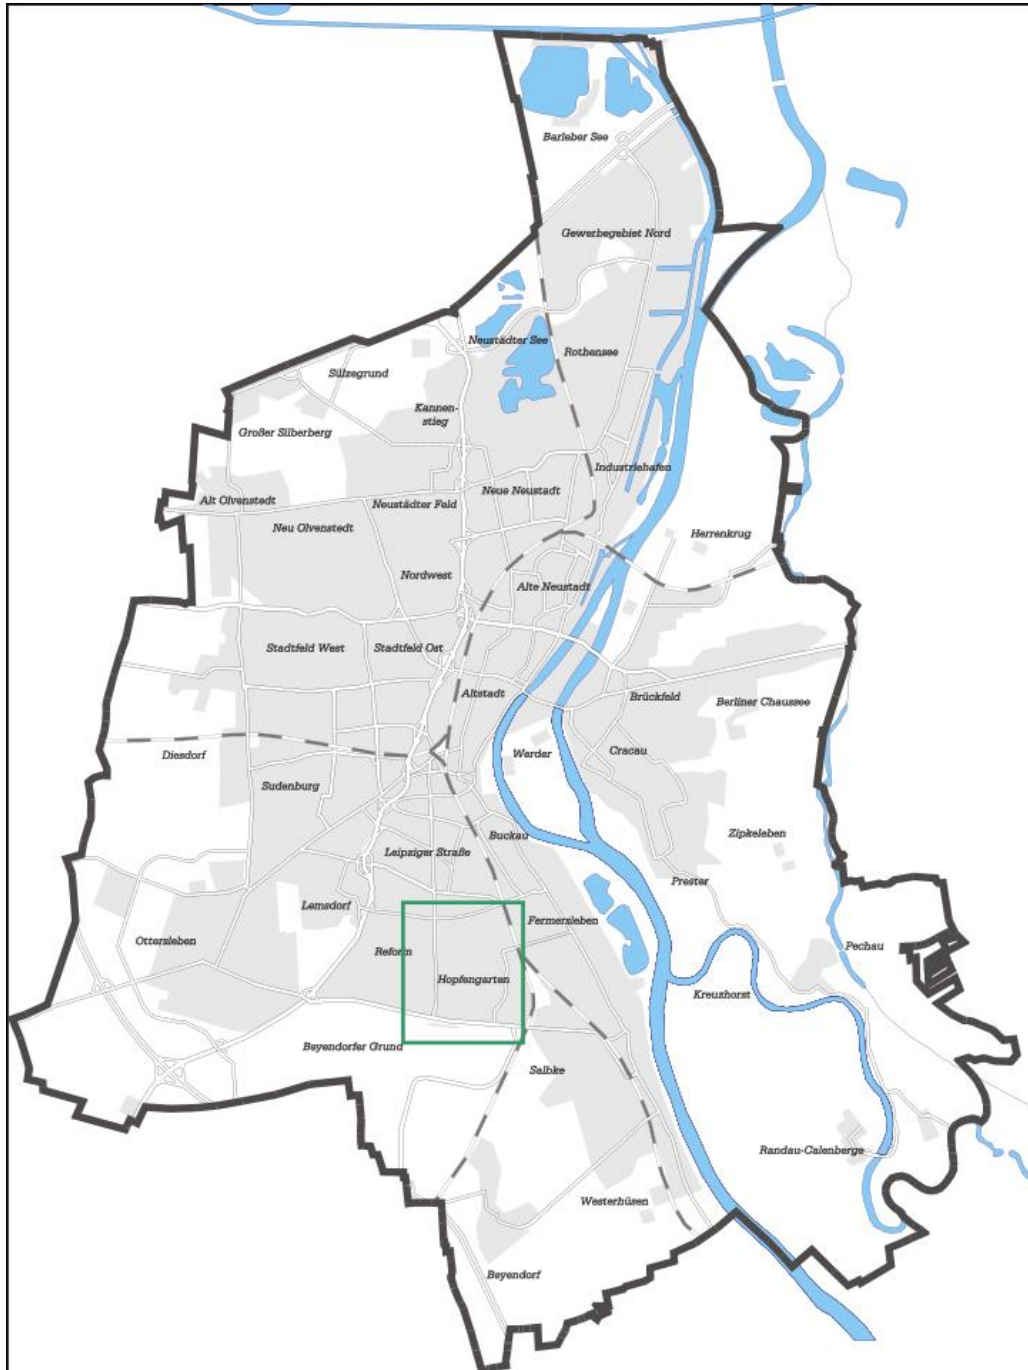 Barleber See
Gewerbegebiet Nord
Neustädter See
Rothensee
Sülzegrund
Kannen-
stieg
Großer Silberberg
Industriehafen
Alt Olvenstedt
Neustädter Feld
Neue Neustadt
Neu Olvenstedt
Herrenkrug
Nordwest
Alte Neustadt
Stadtfeld West
Stadtfeld Ost
Altstadt
Brückfeld
Berliner Chaussee
Diesdorf
Werder
Cracau
Sudenburg
Buckau
Zipkeleben
Leipziger Straße
Prester
Lemsdorf
Fermersleben
Ottersleben
Reform
Pechau
Hopfengarten
Kreuzhorst
Beyendorfer Grund
Salbke
Randau-Calenberge
Westerhüsen
Beyendorf